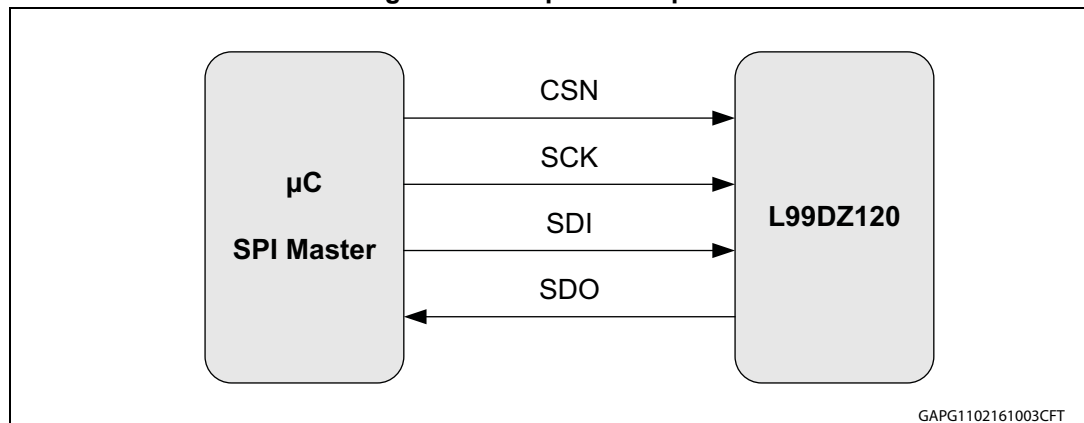 CSN
SCK
µC
L99DZ120
SDI
SPI Master
SDO
GAPG1102161003CFT